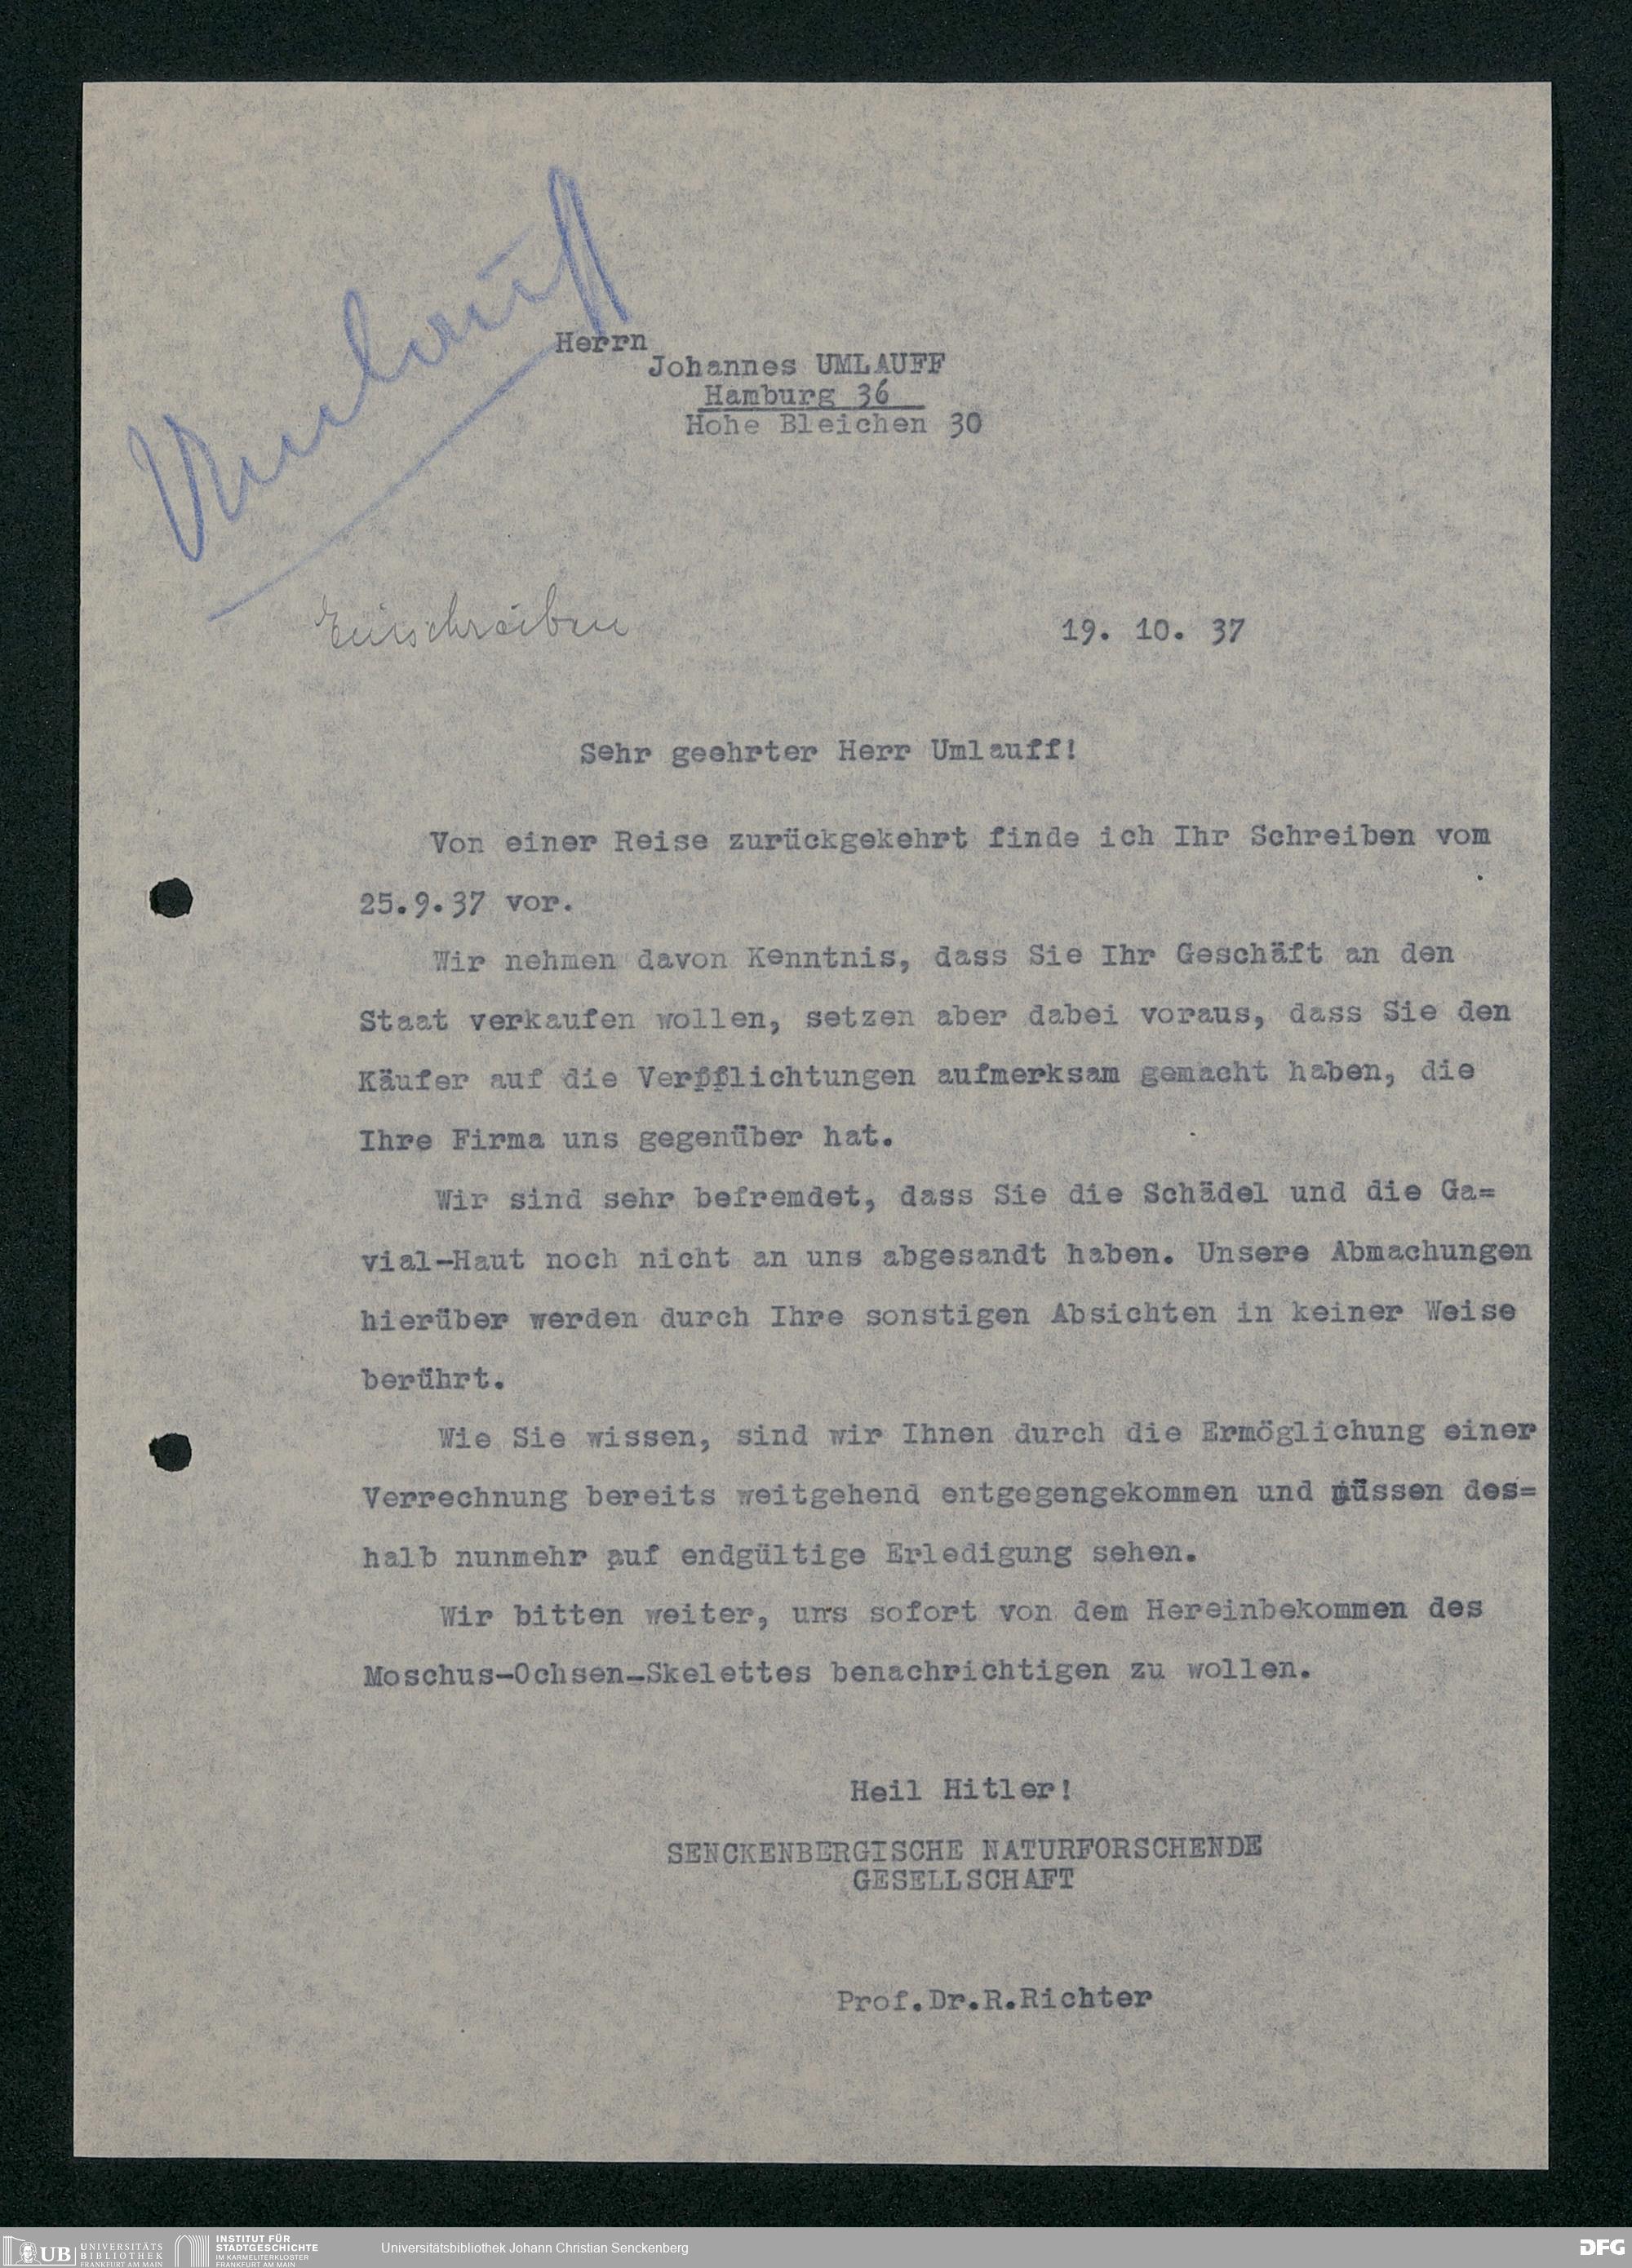 Umlauff
Herrn
Johannes UMLAUFF
Hamburg 36
Hohe Bleichen 30
Einschreiben
19. 10. 37
Sehr geehrter Herr Umlauff!
Von einer Reise zurückgekehrt finde ich Ihr Schreiben vom
25.9.37 vor.
Wir nehmen davon Kenntnis, dass Sie Ihr Geschäft an den
Staat verkaufen wollen, setzen aber dabei voraus, dass Sie den
Käufer auf die Verpflichtungen aufmerksam gemacht haben, die
Ihre Firma uns gegenüber hat.
Wir sind sehr befremdet, dass Sie die Schädel und die Ga=
vial-Haut noch nicht an uns abgesandt haben. Unsere Abmachungen
hierüber werden durch Ihre sonstigen Absichten in keiner Weise
berührt.
Wie Sie wissen, sind wir Ihnen durch die Ermöglichung einer
Verrechnung bereits weitgehend entgegengekommen und müssen des=
halb nunmehr auf endgültige Erledigung sehen.
Wir bitten weiter, uns sofort von dem Hereinbekommen des
Moschus-Ochsen-Skelettes benachrichtigen zu wollen.
Heil Hitler!
SENCKENBERGISCHE NATURFORSCHENDE
GESELLSCHAFT
Prof.Dr.R.Richter
UB UNIVERSITÄTS
BIBLIOTHEK
FRANKFURT AM MAIN
INSTITUT FÜR
STADTGESCHICHTE
IM KARMELITERKLOSTER
FRANKFURT AM MAIN
Universitätsbibliothek Johann Christian Senckenberg
DFG